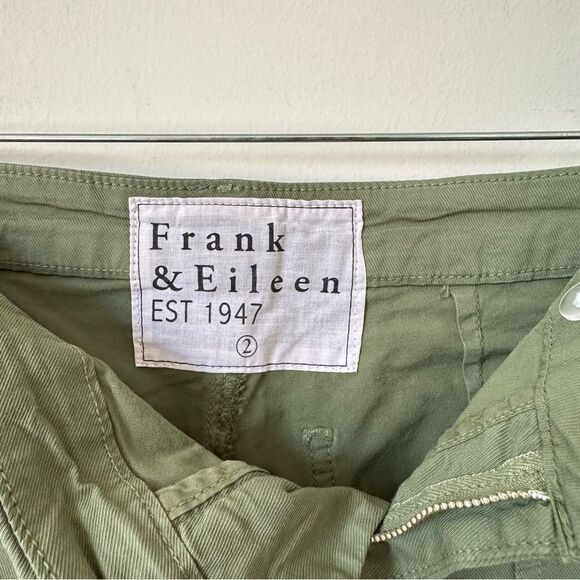 Frank
& Eileen
EST 1947
②